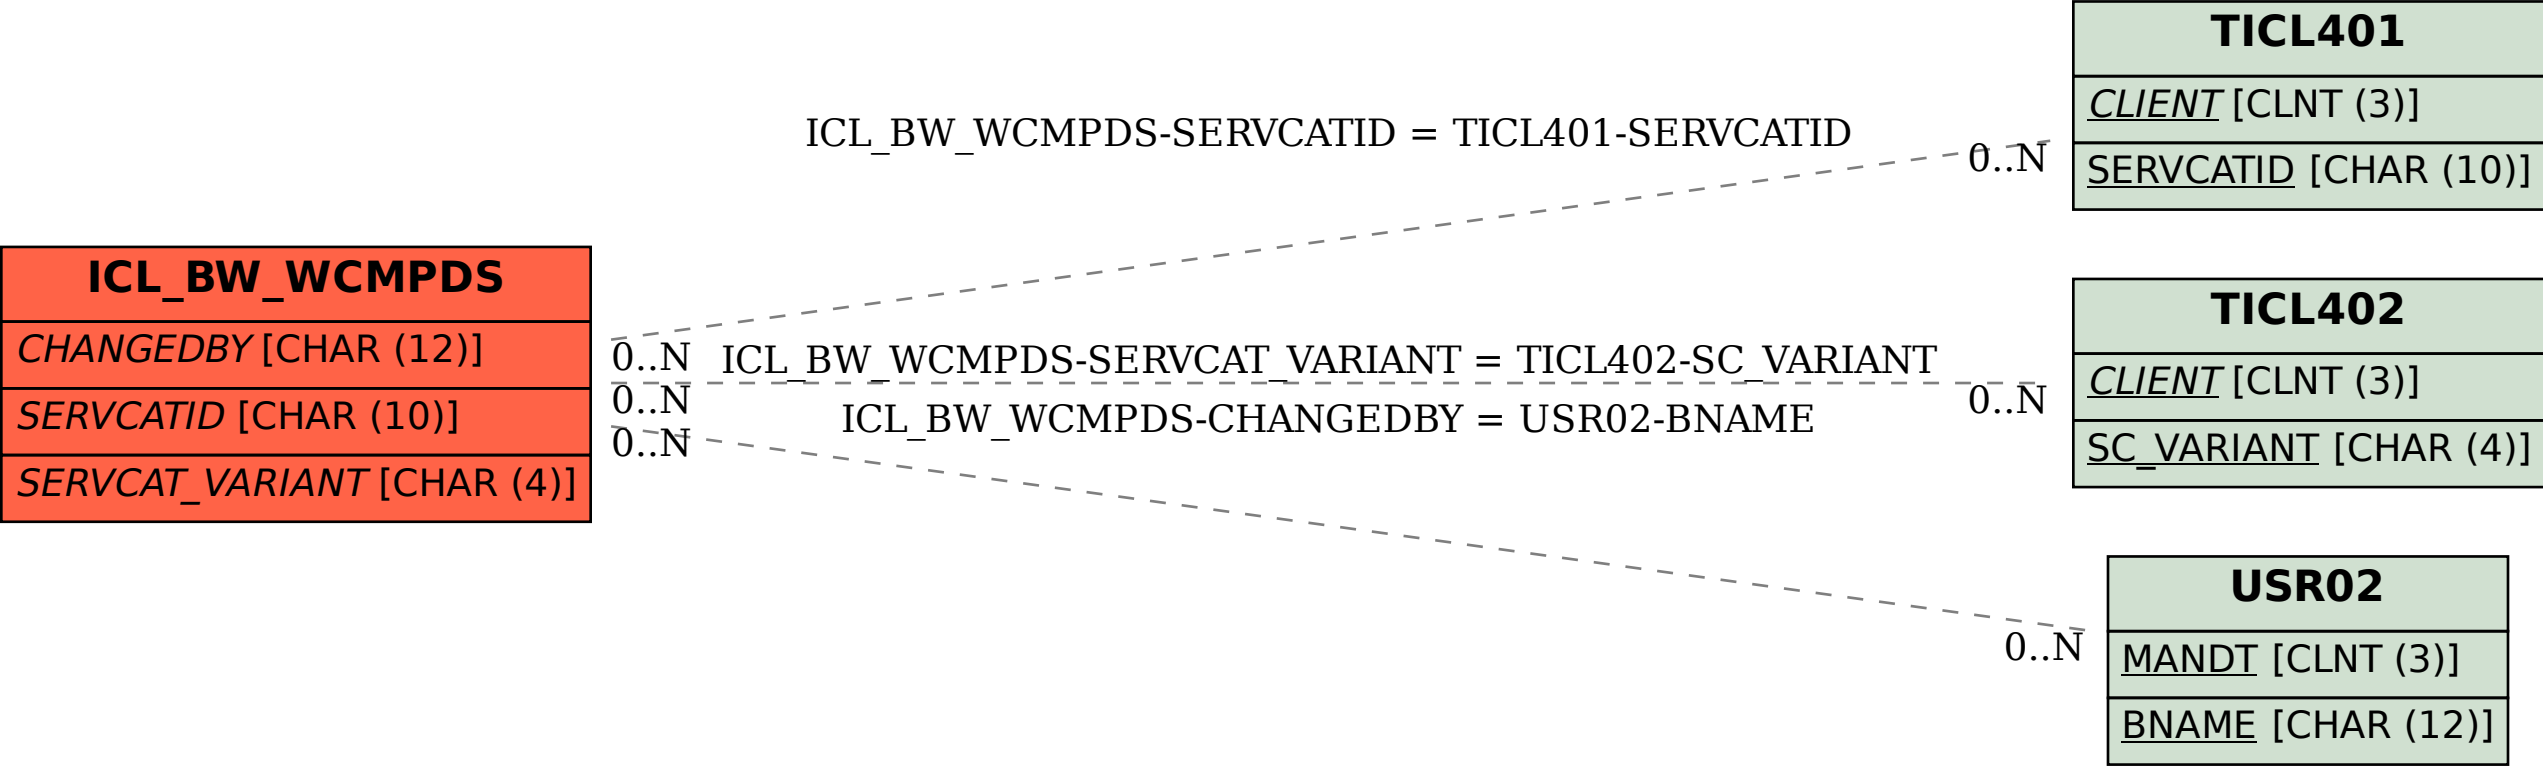 TICL401
CLIENT [CLNT (3)]
SERVCATID [CHAR (10)]
ICL_BW_WCMPDS-SERVCATID = TICL401-SERVCATID
0..N
ICL_BW_WCMPDS
CHANGEDBY [CHAR (12)]
SERVCATID [CHAR (10)]
SERVCAT_VARIANT [CHAR (4)]
0..N
ICL_BW_WCMPDS-SERVCAT_VARIANT = TICL402-SC_VARIANT
0..N
0..N
ICL_BW_WCMPDS-CHANGEDBY = USR02-BNAME
0..N
TICL402
CLIENT [CLNT (3)]
SC_VARIANT [CHAR (4)]
0..N
USR02
MANDT [CLNT (3)]
BNAME [CHAR (12)]